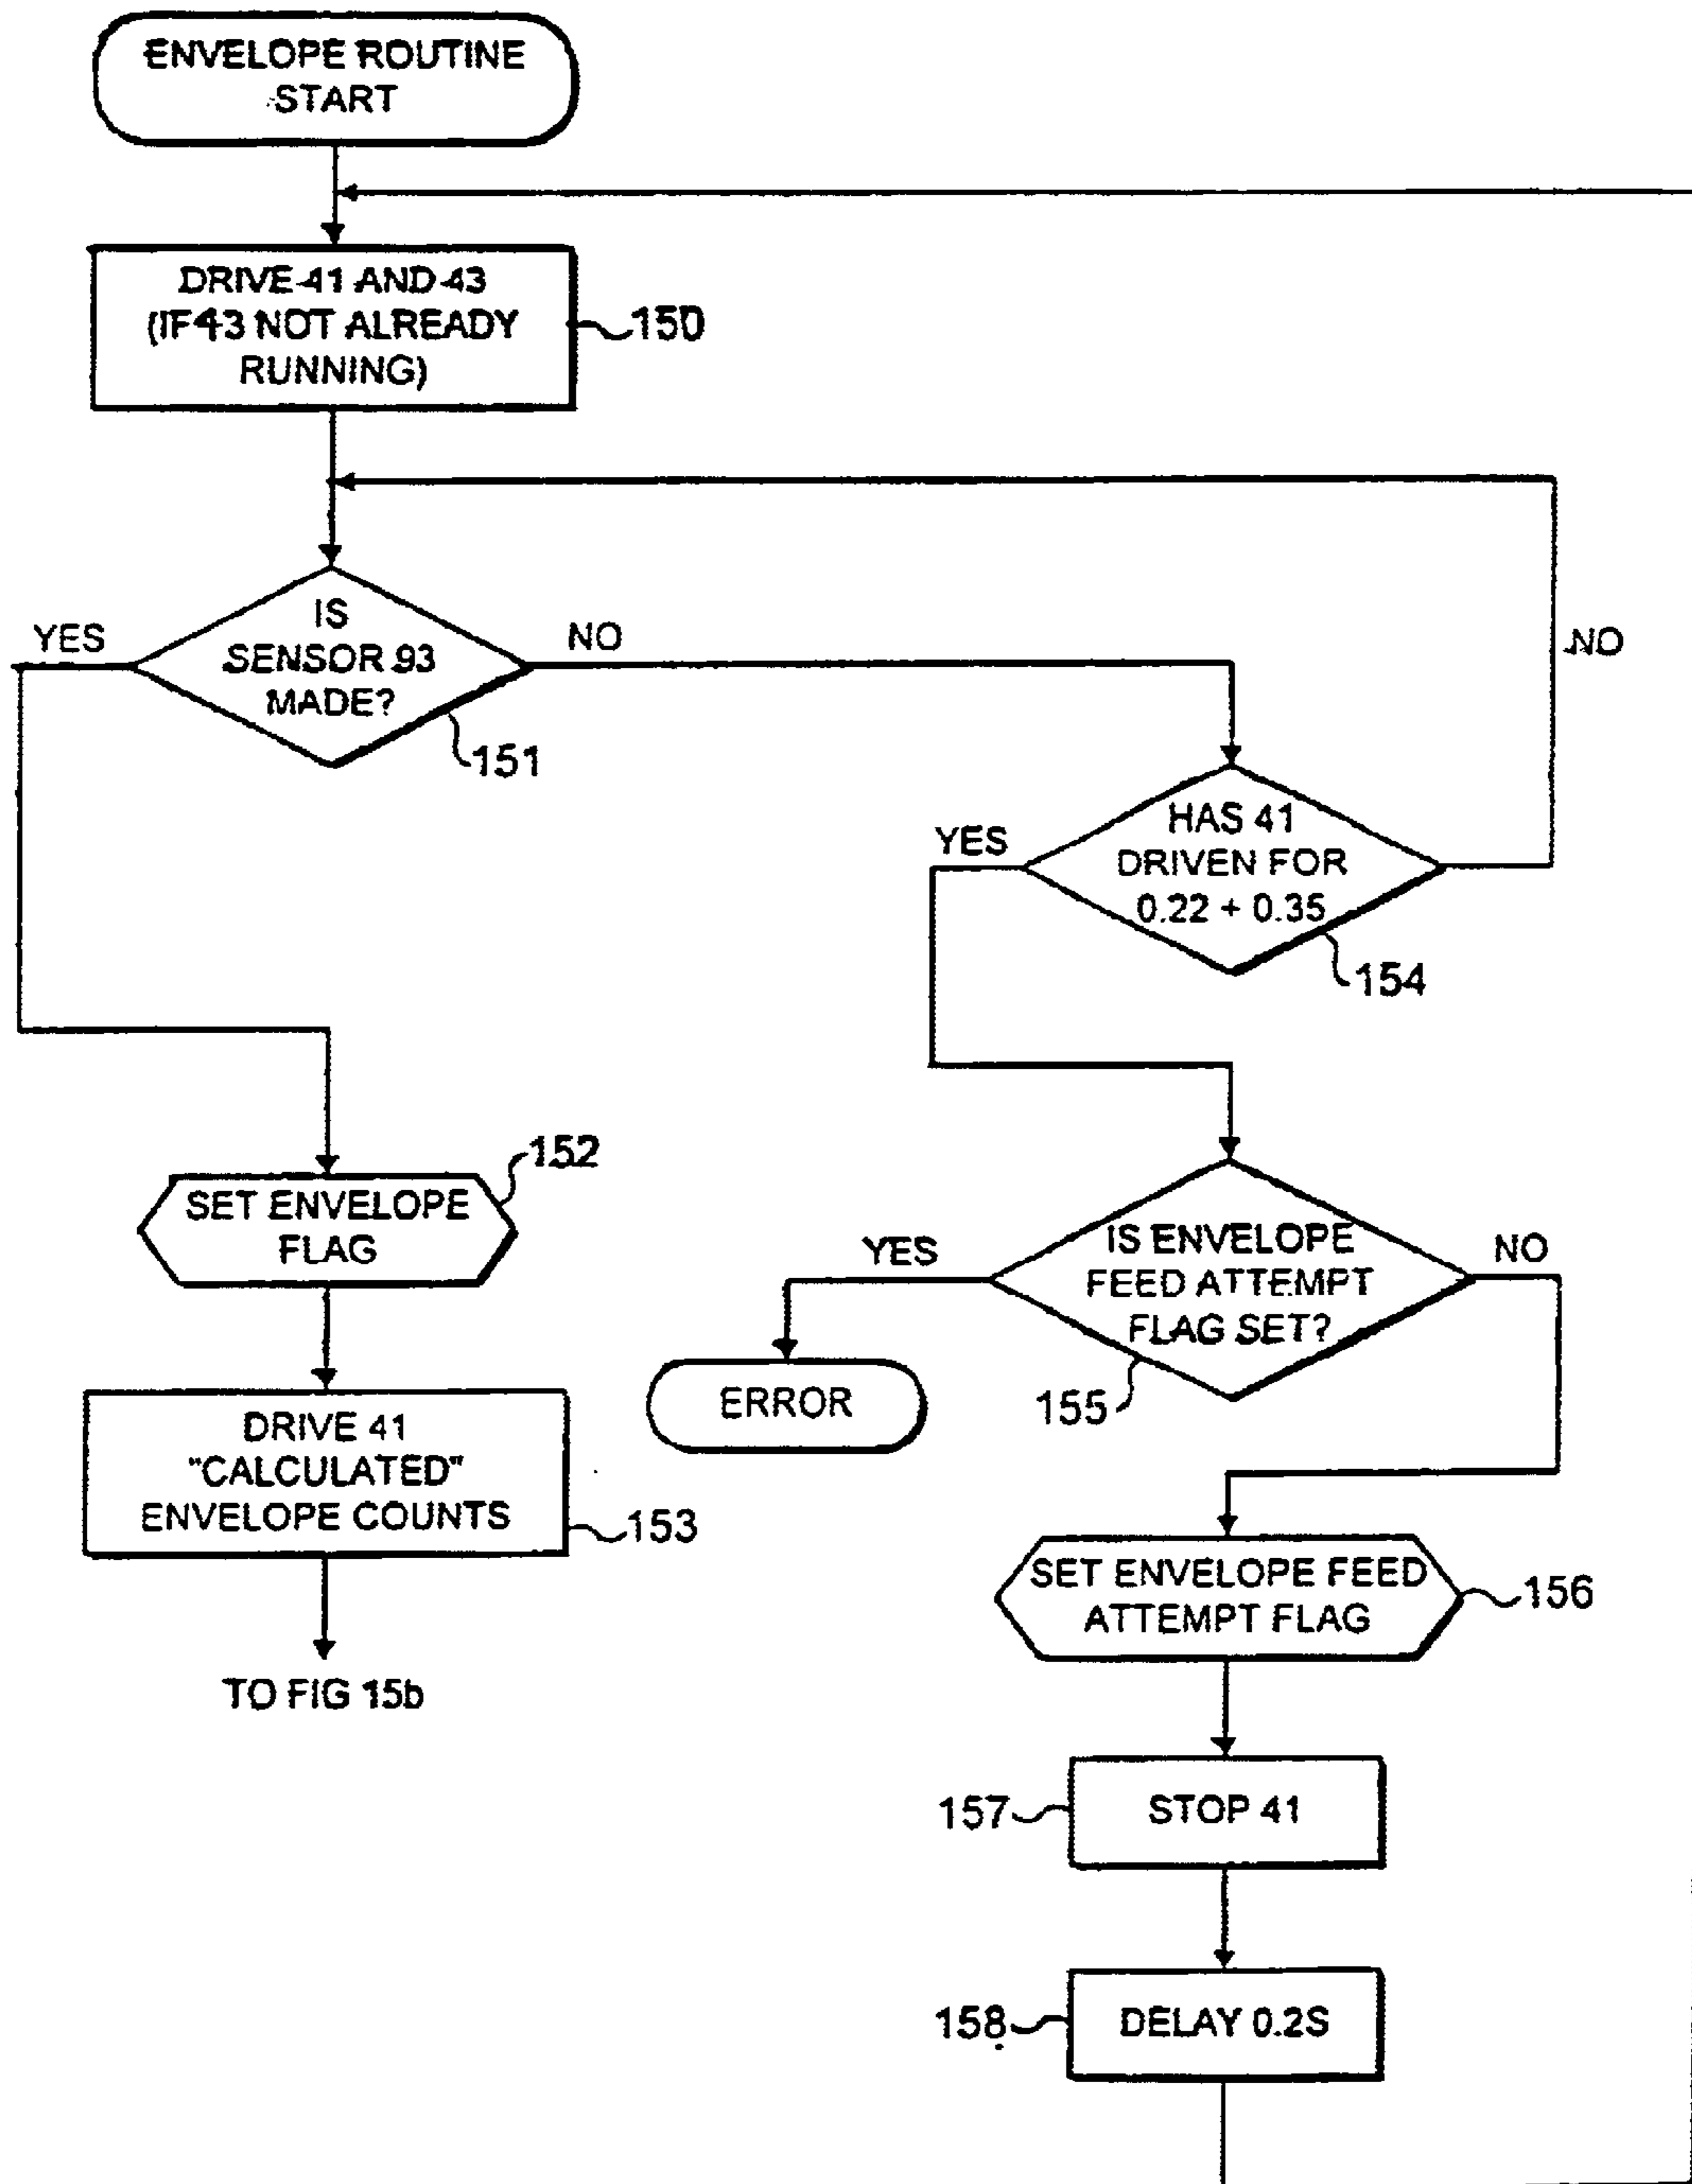 ENVELOPE ROUTINE
START
DRIVE 41 AND 43
(IF 43 NOT ALREADY
RUNNING)
150
IS
SENSOR 93
MADE?
YES
NO
151
NO
HAS 41
DRIVEN FOR
0.22 + 0.35
YES
154
152
SET ENVELOPE
FLAG
IS ENVELOPE
FEED ATTEMPT
FLAG SET?
YES
NO
155
ERROR
DRIVE 41
"CALCULATED"
ENVELOPE COUNTS
153
TO FIG 15b
SET ENVELOPE FEED
ATTEMPT FLAG
156
157
STOP 41
158
DELAY 0.2S